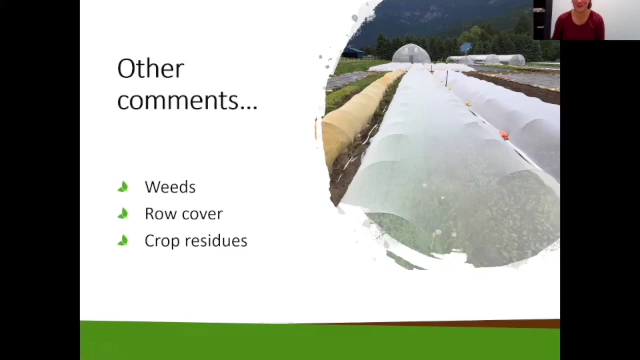 Other
comments...
Weeds
Row cover
Crop residues